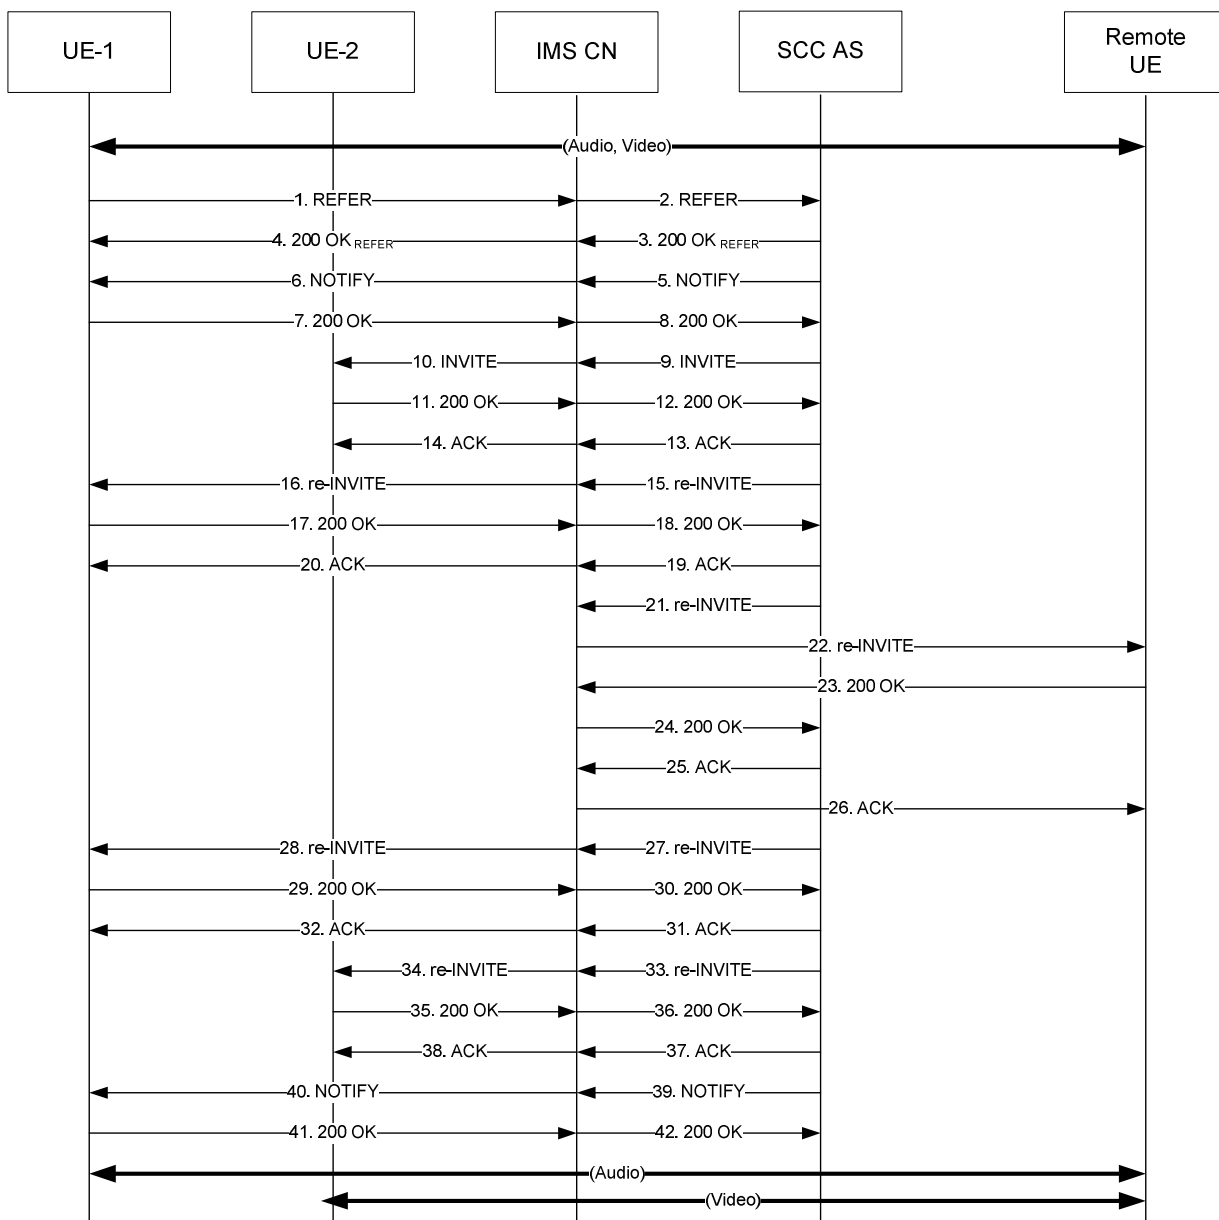 UE-1
UE-2
IMS CN
SCC AS
Remote
UE
(Audio, Video)
1. REFER
2. REFER
4. 200 OK REFER
3. 200 OK REFER
6. NOTIFY
5. NOTIFY
7. 200 OK
8. 200 OK
10. INVITE
9. INVITE
11. 200 OK
12. 200 OK
14. ACK
13. ACK
16. re-INVITE
15. re-INVITE
17. 200 OK
18. 200 OK
20. ACK
19. ACK
21. re-INVITE
22. re-INVITE
23. 200 OK
24. 200 OK
25. ACK
26. ACK
28. re-INVITE
27. re-INVITE
29. 200 OK
30. 200 OK
32. ACK
31. ACK
34. re-INVITE
33. re-INVITE
35. 200 OK
36. 200 OK
38. ACK
37. ACK
40. NOTIFY
39. NOTIFY
41. 200 OK
42. 200 OK
(Audio)
(Video)